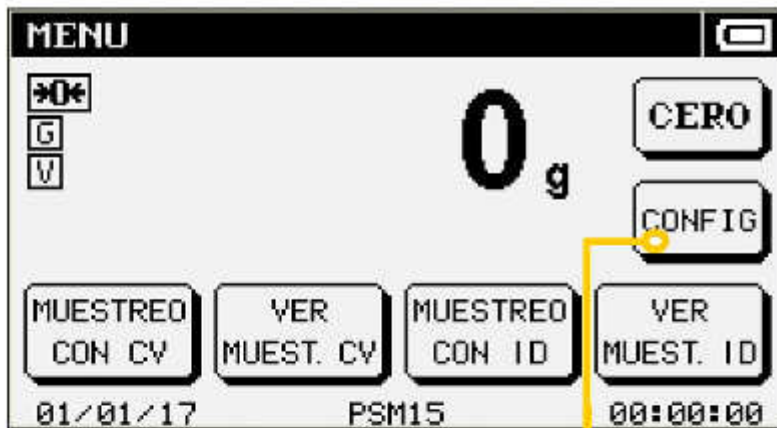 MENU
→0←
G
V
0 g
CERO
CONFIG
MUESTREO
CON CV
VER
MUEST. CV
MUESTREO
CON ID
VER
MUEST. ID
01/01/17
PSM15
00:00:00